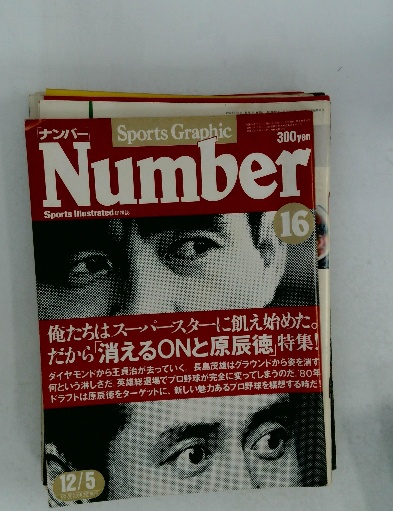 ナンバー
Sports Graphic
300yen
Number
Sports Illustrated
16
俺たちはスーパースターに飢え始めた。
だから「消えるONと原辰徳」特集!
ダイヤモンドから王貞治が去っていく、長島茂雄はグラウンドから姿を消す
何という淋しさだ。英雄総退場でプロ野球が完全に変ってしまうのだ。'80年
ドラフトは原辰徳をターゲットに、新しい魅力あるプロ野球を構想する時だ!
12/5